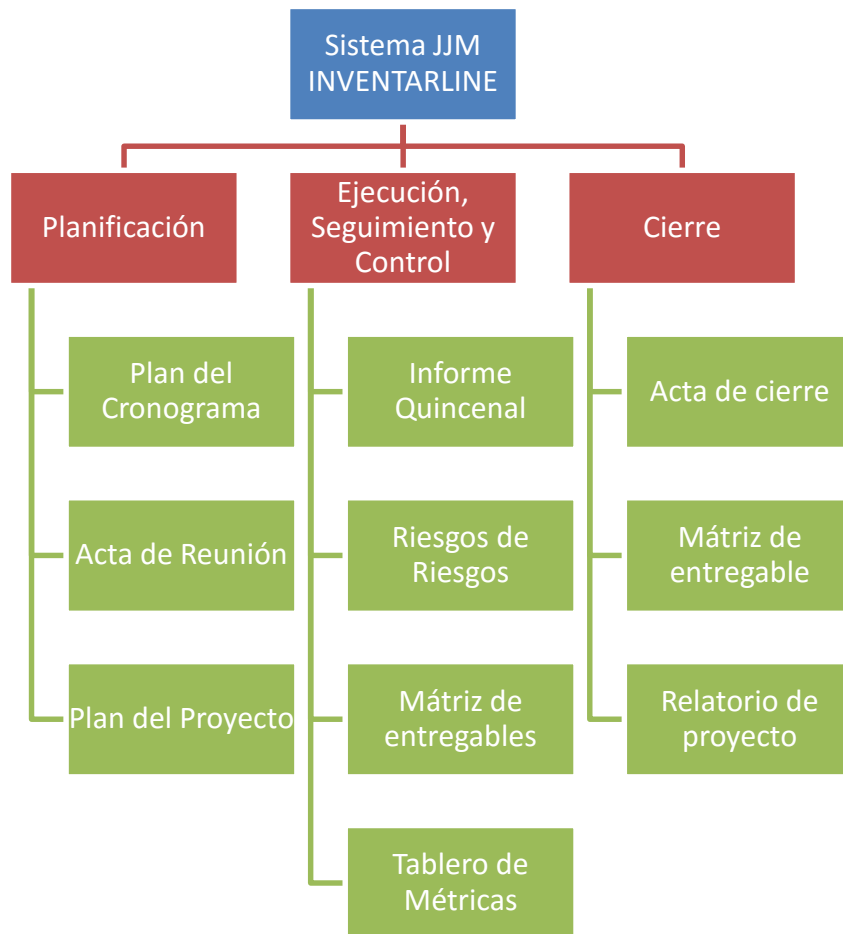 Sistema JJM
INVENTARLINE
Planificación
Ejecución,
Seguimiento y
Control
Cierre
Plan del
Cronograma
Informe
Quincenal
Acta de cierre
Acta de Reunión
Riesgos de
Riesgos
Mátriz de
entregable
Plan del Proyecto
Mátriz de
entregables
Relatorio de
proyecto
Tablero de
Métricas